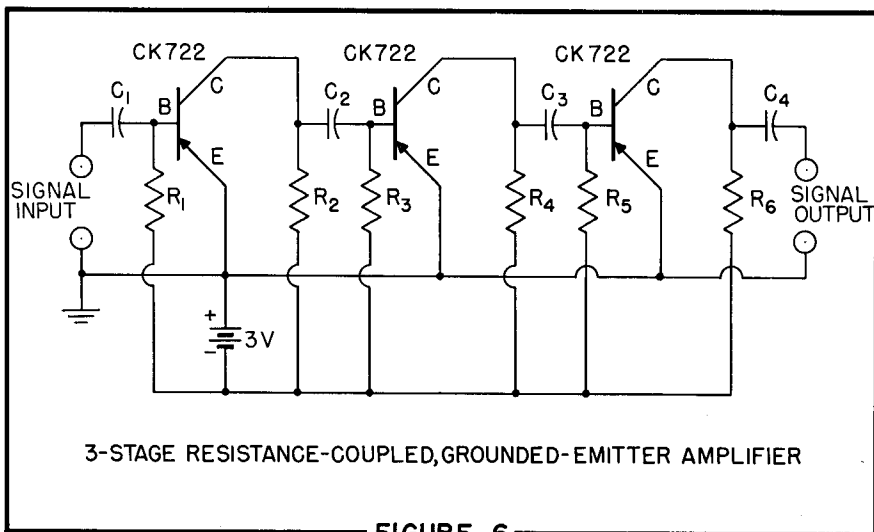 CK722 CK722 CK722
C1 B C E C2 B C E C3 B C E C4
SIGNAL INPUT
R1 R2 R3 R4 R5 R6
SIGNAL OUTPUT
+
-
3V
3-STAGE RESISTANCE-COUPLED, GROUNDED-EMITTER AMPLIFIER
FIGURE 6